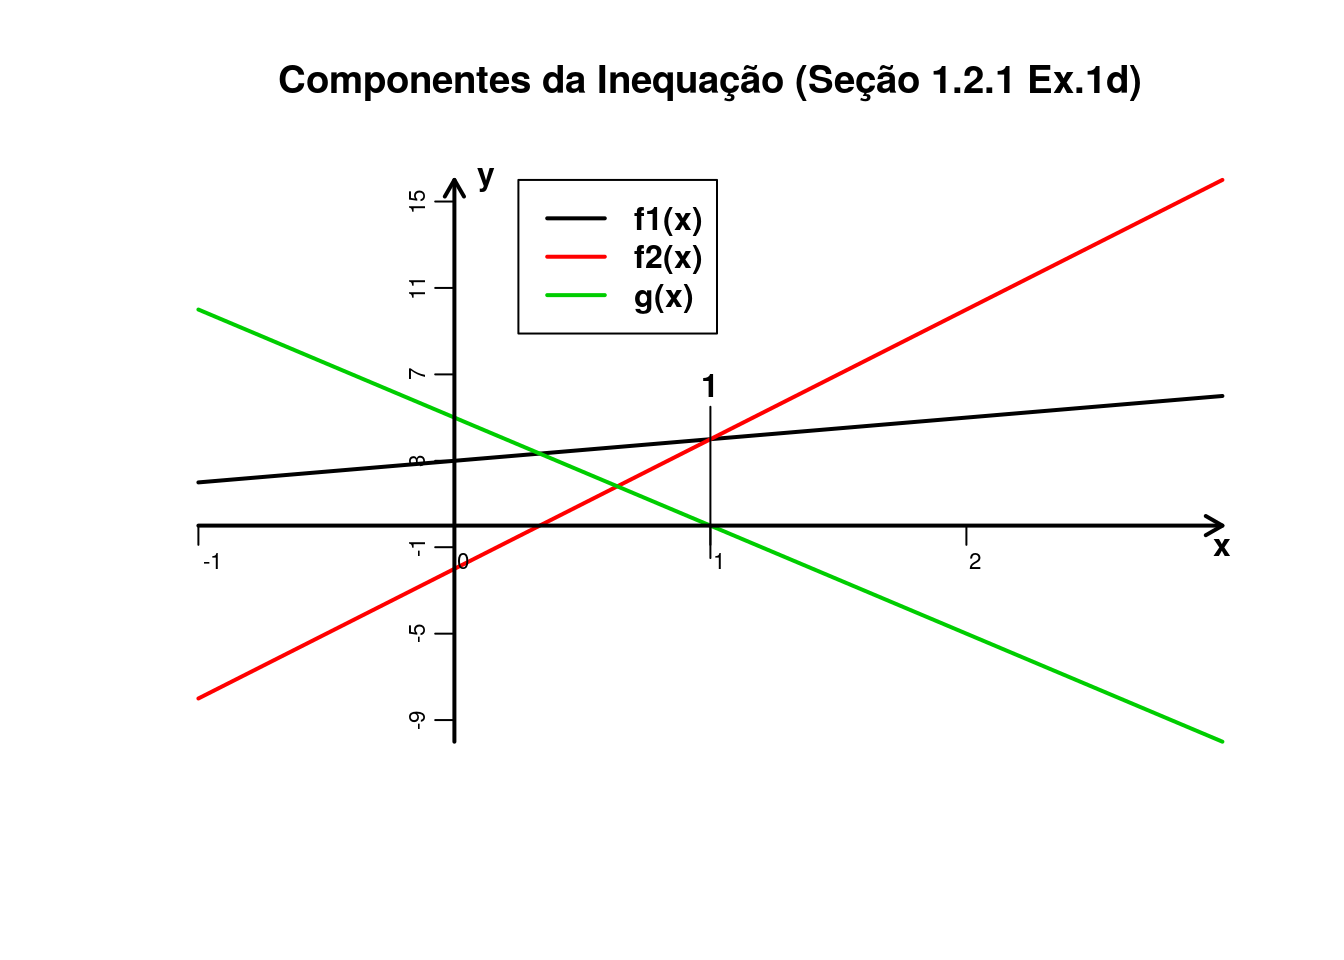 Componentes da Inequação (Seção 1.2.1 Ex.1d)
y
15
f1(x)
f2(x)
11
g(x)
7
1
3
-1
x
-1
0
1
2
-5
-9